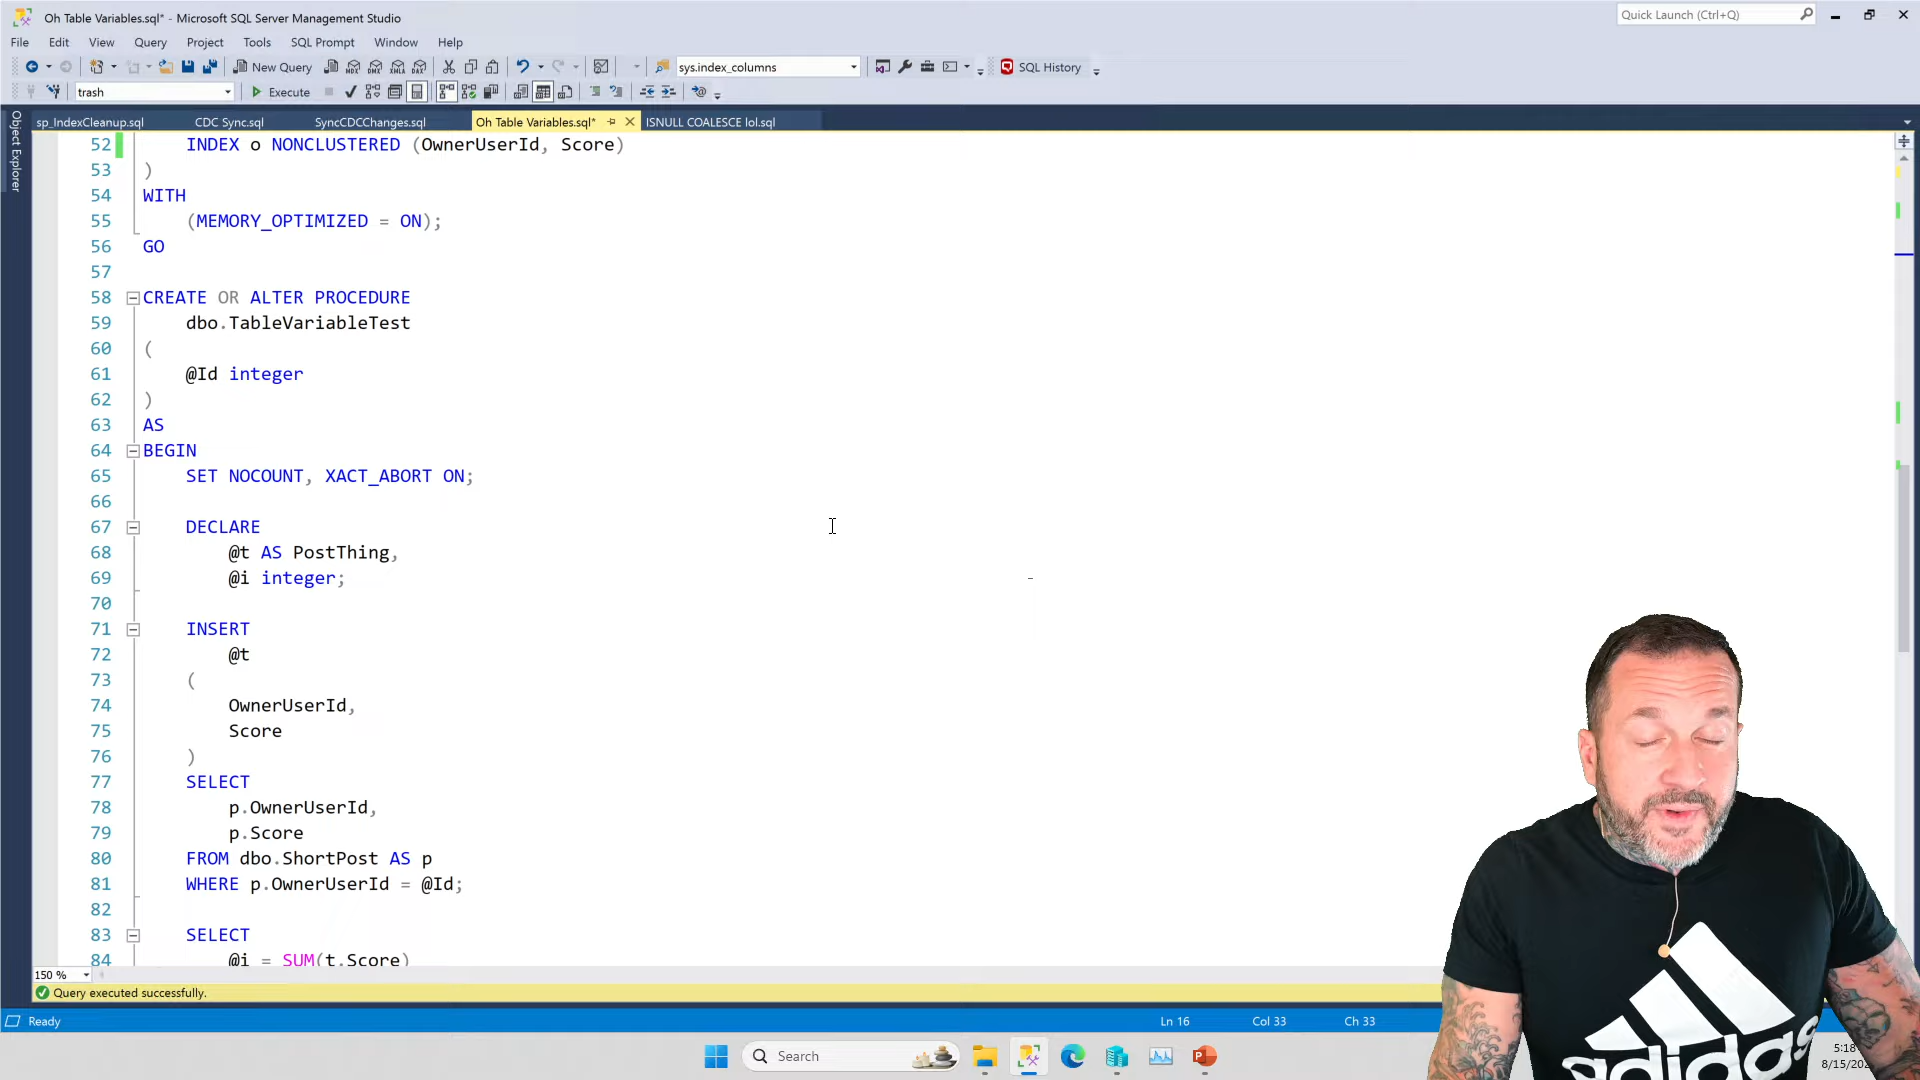 Oh Table Variables.sql* - Microsoft SQL Server Management Studio
Quick Launch (Ctrl+Q)
File Edit View Query Project Tools SQL Prompt Window Help
New Query
sys.index_columns
SQL History
trash
Execute
sp_IndexCleanup.sql CDC Sync.sql SyncCDCChanges.sql Oh Table Variables.sql* ISNULL COALESCE lol.sql
Object Explorer
52 INDEX o NONCLUSTERED (OwnerUserId, Score)
53 )
54 WITH
55 (MEMORY_OPTIMIZED = ON);
56 GO
57
58 CREATE OR ALTER PROCEDURE
59 dbo.TableVariableTest
60 (
61 @Id integer
62 )
63 AS
64 BEGIN
65 SET NOCOUNT, XACT_ABORT ON;
66
67 DECLARE
68 @t AS PostThing,
69 @i integer;
70
71 INSERT
72 @t
73 (
74 OwnerUserId,
75 Score
76 )
77 SELECT
78 p.OwnerUserId,
79 p.Score
80 FROM dbo.ShortPost AS p
81 WHERE p.OwnerUserId = @Id;
82
83 SELECT
84 @i = SUM(t.Score)
150 %
Query executed successfully.
Ready
Ln 16 Col 33 Ch 33
Search
adidas
5:18
8/15/20